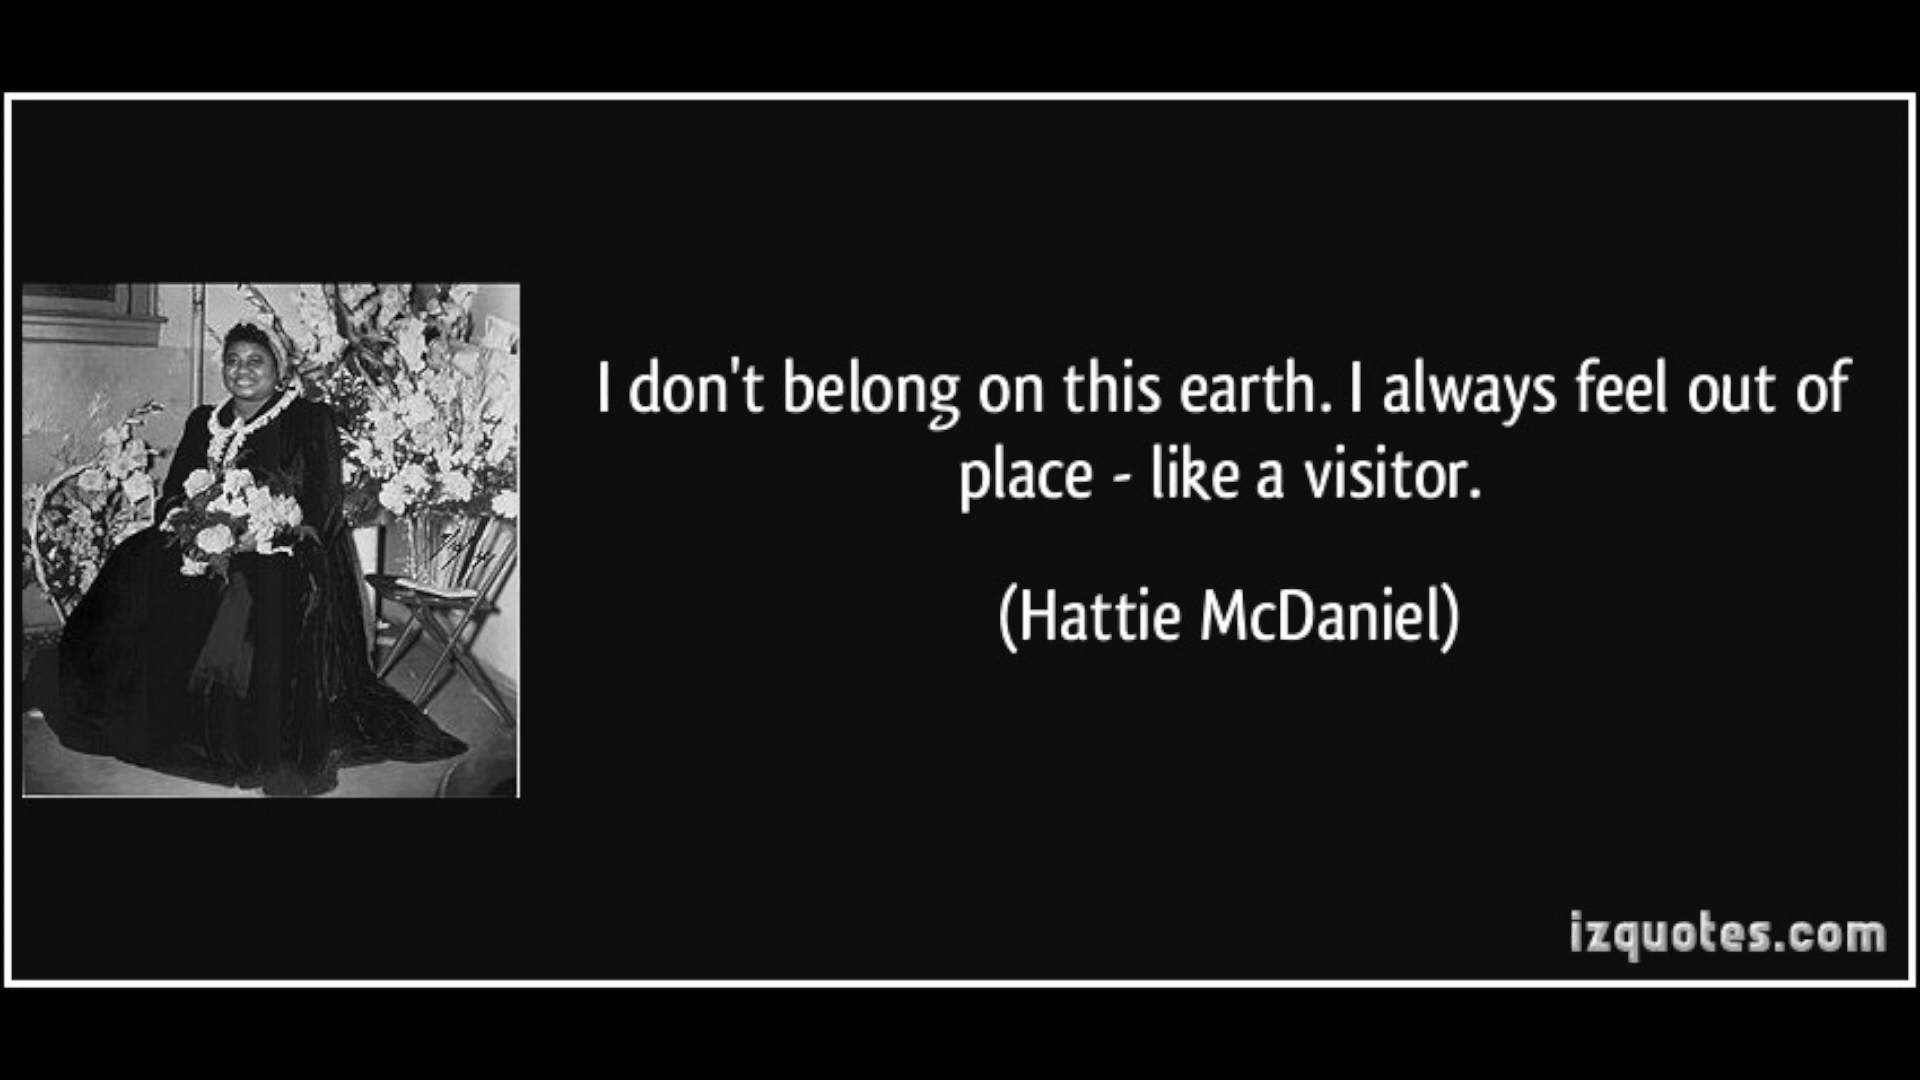 I don't belong on this earth. I always feel out of
place - like a visitor.
(Hattie McDaniel)
izquotes.com